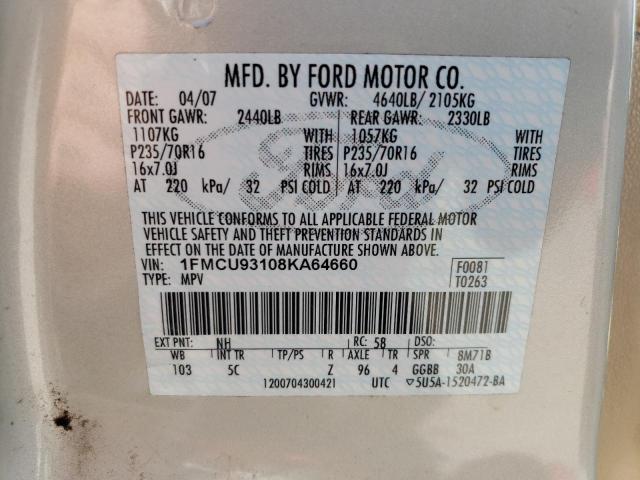 MFD. BY FORD MOTOR CO.
DATE: 04/07 GVWR: 4640LB/ 2105KG
FRONT GAWR: 2440LB REAR GAWR: 2330LB
1107KG WITH 1057KG WITH
P235/70R16 TIRES P235/70R16 TIRES
16x7.0J RIMS 16x7.0J RIMS
AT 220 kPa/ 32 PSI COLD AT 220 kPa/ 32 PSI COLD
THIS VEHICLE CONFORMS TO ALL APPLICABLE FEDERAL MOTOR
VEHICLE SAFETY AND THEFT PREVENTION STANDARDS IN
EFFECT ON THE DATE OF MANUFACTURE SHOWN ABOVE.
VIN: 1FMCU93108KA64660 F0081
TYPE: MPV T0263
EXT PNT: NH RC: 58 DSO:
WB INT TR TP/PS R AXLE TR SPR 8M71B
103 5C Z 96 4 GGBB 30A
1200704300421 UTC ▽5U5A-1520472-BA
Ford